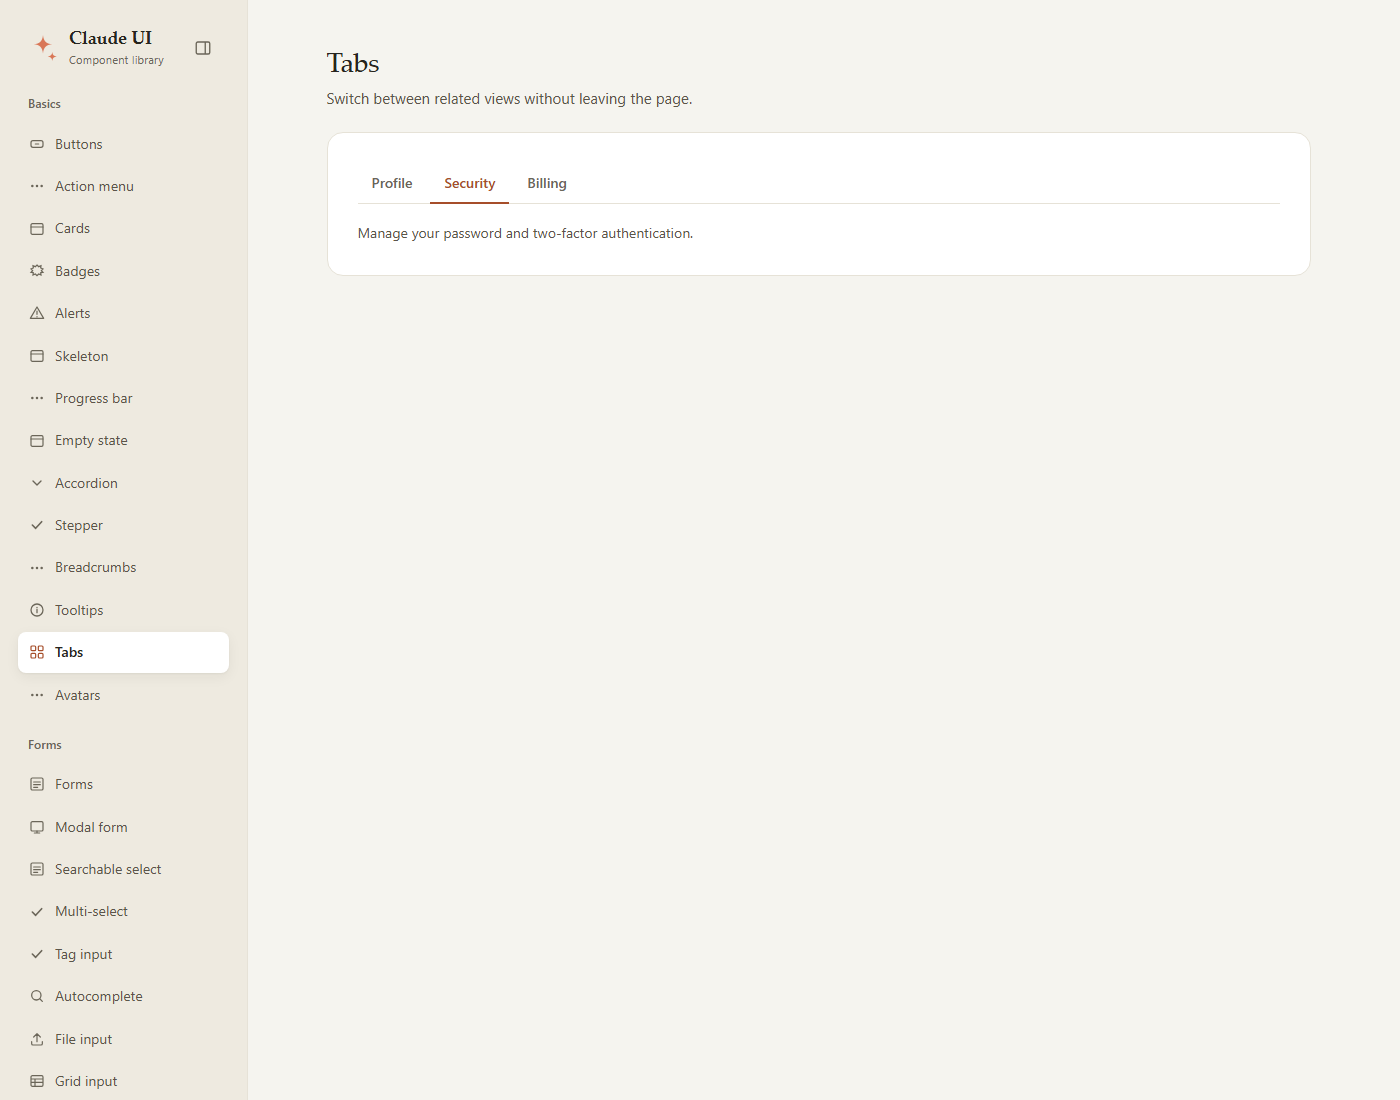 Claude UI
Component library
Basics
Buttons
Action menu
Cards
Badges
Alerts
Skeleton
Progress bar
Empty state
Accordion
Stepper
Breadcrumbs
Tooltips
Tabs
Avatars
Forms
Forms
Modal form
Searchable select
Multi-select
Tag input
Autocomplete
File input
Grid input
Tabs
Switch between related views without leaving the page.
Profile Security Billing
Manage your password and two-factor authentication.